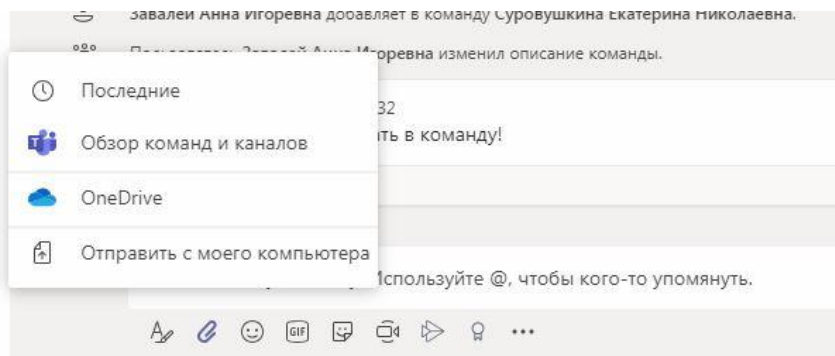 Завалей Анна Игоревна добавляет в команду Суровушкина Екатерина Николаевна.
Игоревна изменил описание команды.
Последние
32
Обзор команд и каналов
ть в команду!
OneDrive
Отправить с моего компьютера
Используйте @, чтобы кого-то упомянуть.
GIF